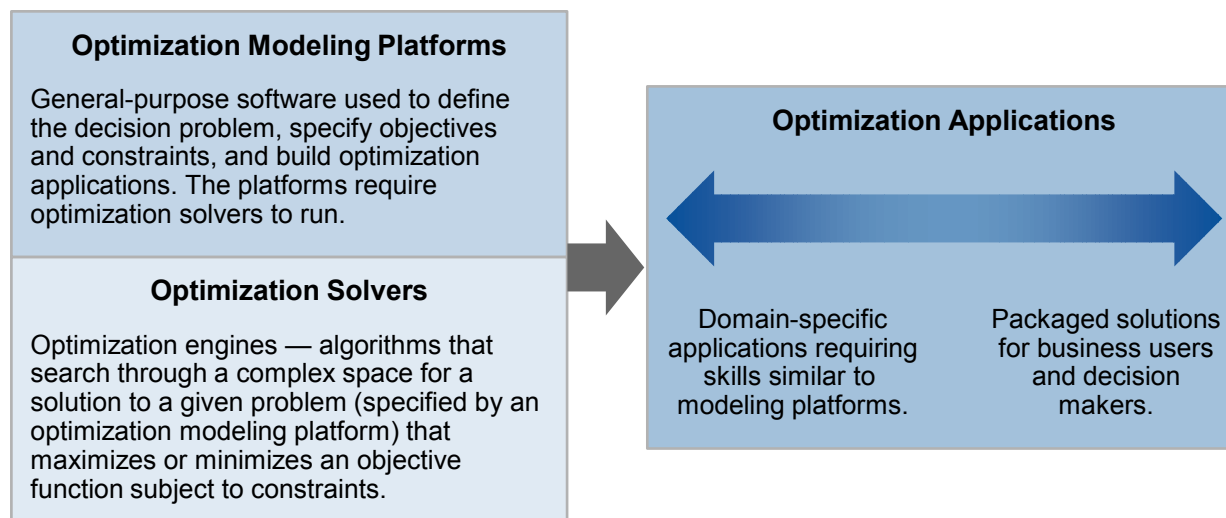 Optimization Modeling Platforms
General-purpose software used to define
the decision problem, specify objectives
and constraints, and build optimization
applications. The platforms require
optimization solvers to run.
Optimization Solvers
Optimization engines — algorithms that
search through a complex space for a
solution to a given problem (specified by an
optimization modeling platform) that
maximizes or minimizes an objective
function subject to constraints.
Optimization Applications
Domain-specific
applications requiring
skills similar to
modeling platforms.
Packaged solutions
for business users
and decision
makers.